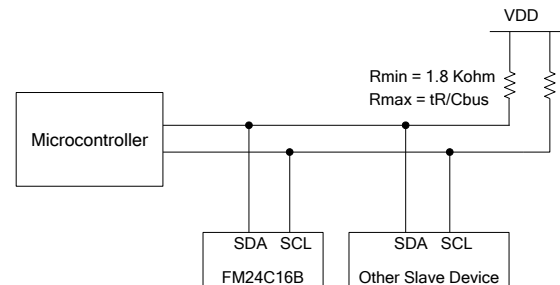 VDD
Rmin = 1.8 Kohm
Rmax = tR/Cbus
Microcontroller
SDA SCL
SDA SCL
FM24C16B
Other Slave Device